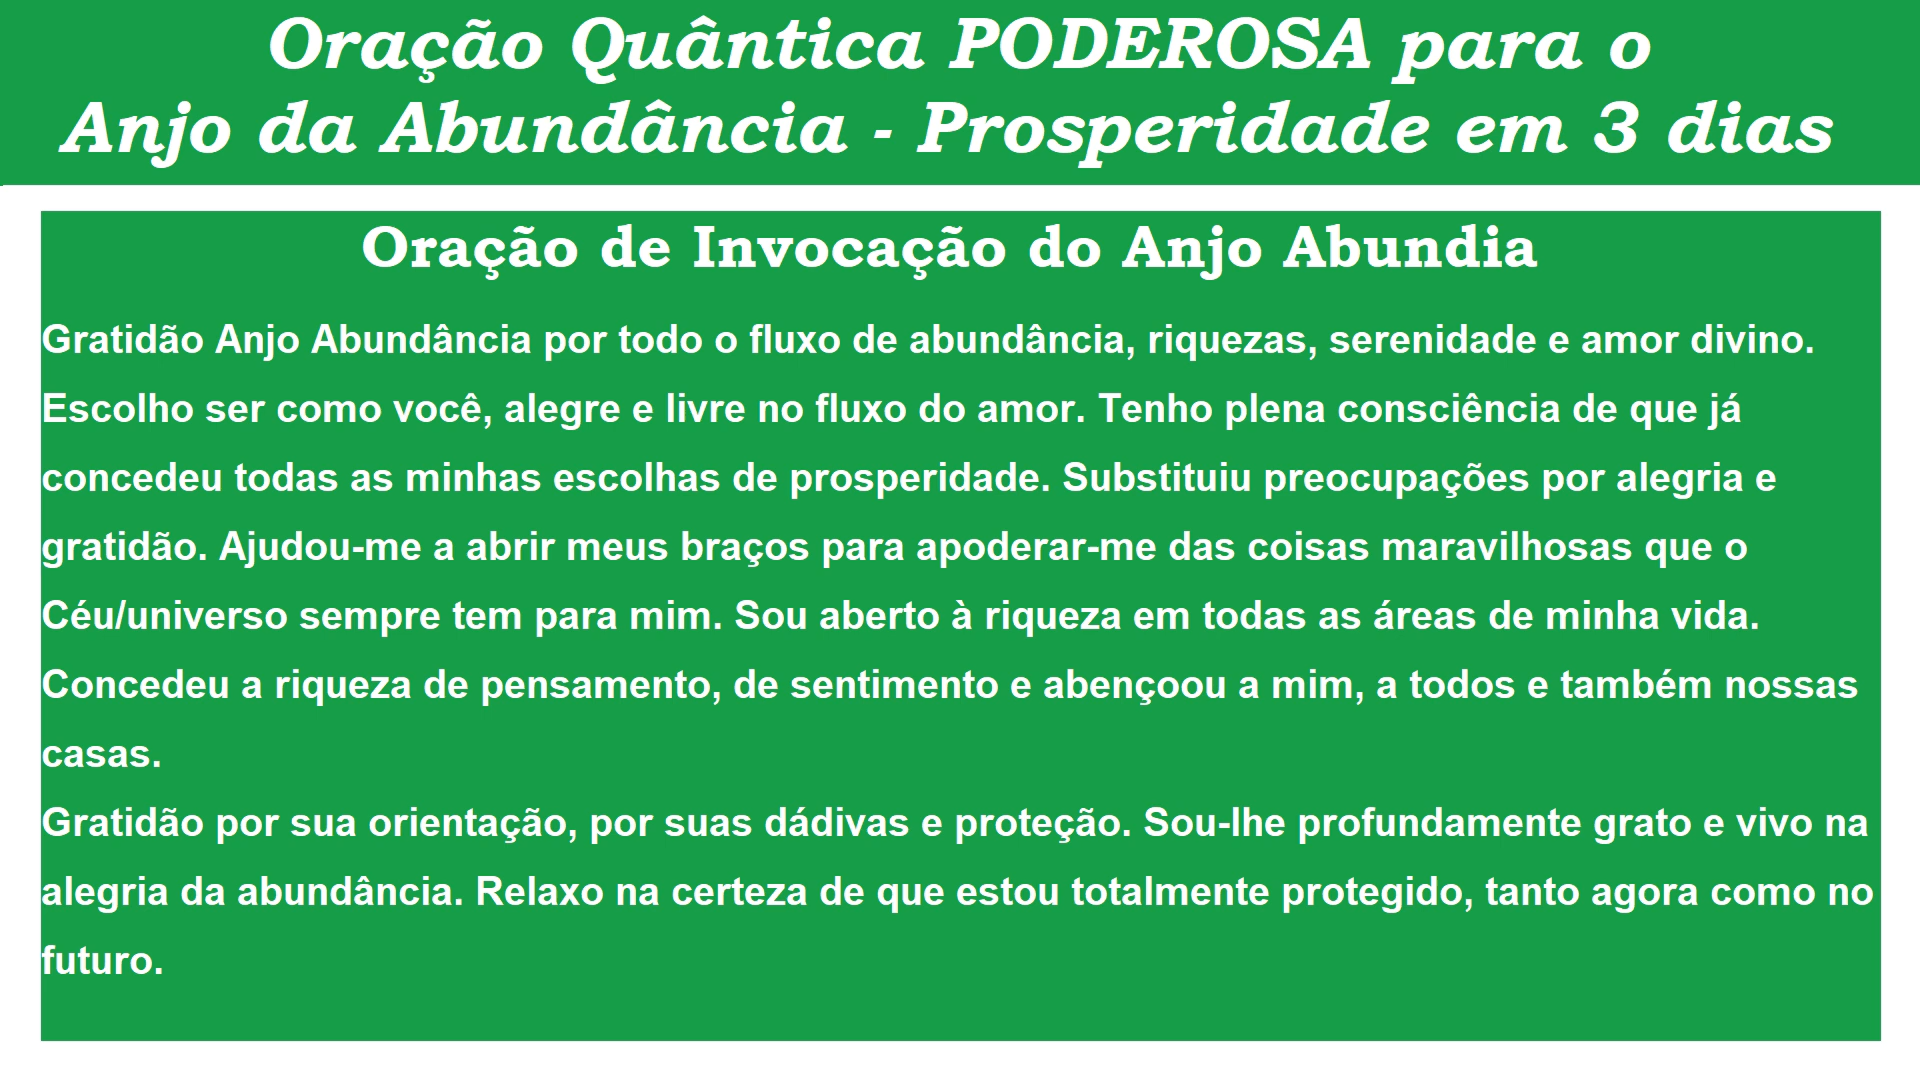 Oração Quântica PODEROSA para o
Anjo da Abundância - Prosperidade em 3 dias
Oração de Invocação do Anjo Abundia
Gratidão Anjo Abundância por todo o fluxo de abundância, riquezas, serenidade e amor divino.
Escolho ser como você, alegre e livre no fluxo do amor. Tenho plena consciência de que já
concedeu todas as minhas escolhas de prosperidade. Substituiu preocupações por alegria e
gratidão. Ajudou-me a abrir meus braços para apoderar-me das coisas maravilhosas que o
Céu/universo sempre tem para mim. Sou aberto à riqueza em todas as áreas de minha vida.
Concedeu a riqueza de pensamento, de sentimento e abençoou a mim, a todos e também nossas
casas.
Gratidão por sua orientação, por suas dádivas e proteção. Sou-lhe profundamente grato e vivo na
alegria da abundância. Relaxo na certeza de que estou totalmente protegido, tanto agora como no
futuro.